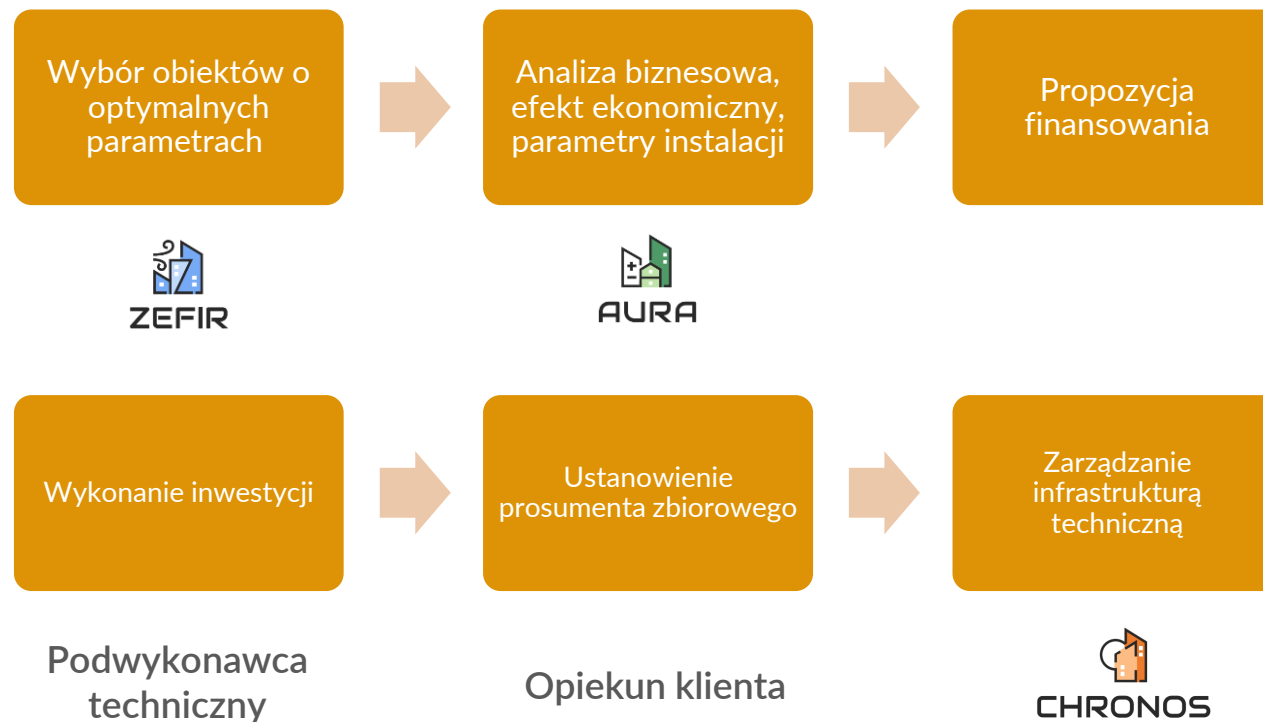 Wybór obiektów o
optymalnych
parametrach
Analiza biznesowa,
efekt ekonomiczny,
parametry instalacji
Propozycja
finansowania
ZEFIR
AURA
Wykonanie inwestycji
Ustanowienie
prosumenta zbiorowego
Zarządzanie
infrastrukturą
techniczną
Podwykonawca
techniczny
Opiekun klienta
CHRONOS